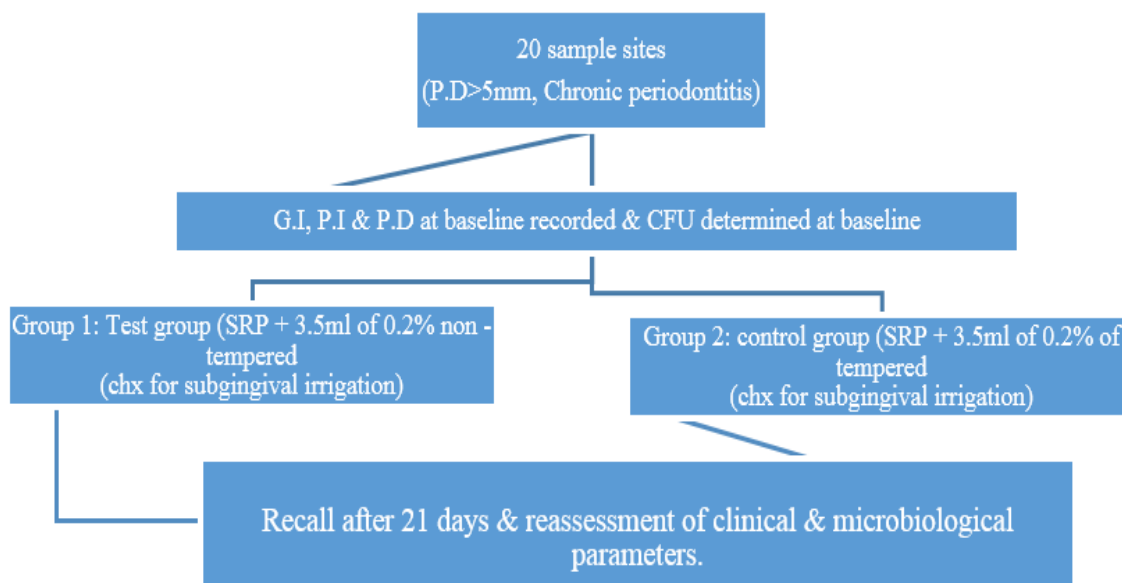 20 sample sites
(P.D>5mm, Chronic periodontitis)
G.I, P.I & P.D at baseline recorded & CFU determined at baseline
Group 1: Test group (SRP + 3.5ml of 0.2% non -
tempered
(chx for subgingival irrigation)
Group 2: control group (SRP + 3.5ml of 0.2% of
tempered
(chx for subgingival irrigation)
Recall after 21 days & reassessment of clinical & microbiological
parameters.